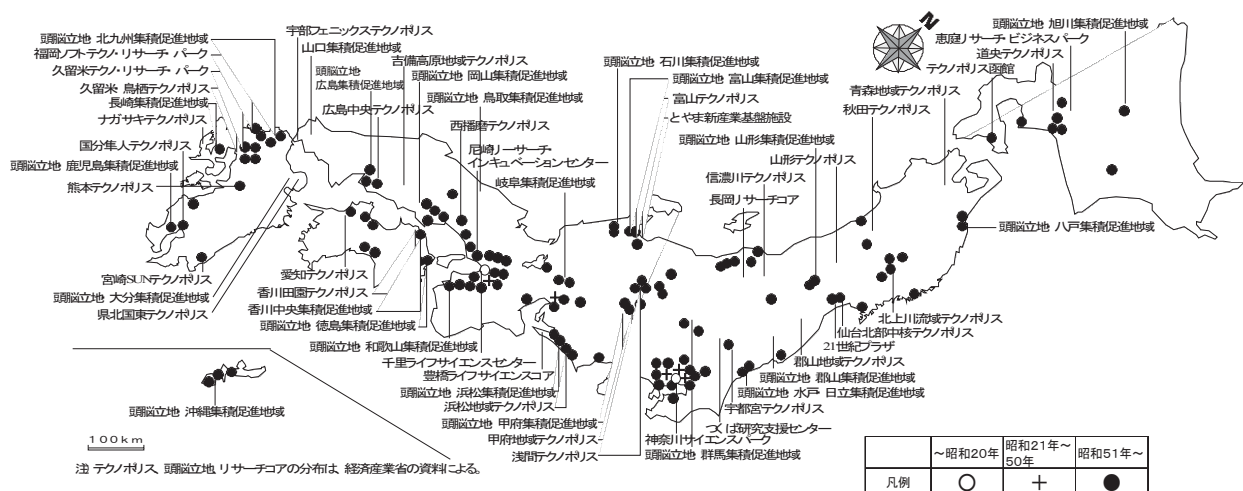 宇部フェニックステクノポリス
頭脳立地 北九州集積促進地域
山口集積促進地域
福岡ソフトテクノ・リサーチ パーク
吉備高原地域テクノポリス
久留米テクノ・リサーチ パーク
頭脳立地
広島集積促進地域
頭脳立地 岡山集積促進地域
久留米 鳥栖テクノポリス
頭脳立地 鳥取集積促進地域
長崎集積促進地域
広島中央テクノポリス
ナガサキテクノポリス
西播磨テクノポリス
国分隼人テクノポリス
尼崎リーサーチ・
インキュベーションセンター
頭脳立地 鹿児島集積促進地域
岐阜集積促進地域
熊本テクノポリス
頭脳立地 石川集積促進地域
頭脳立地 富山集積促進地域
富山テクノポリス
とやま新産業基盤施設
頭脳立地 山形集積促進地域
山形テクノポリス
信濃川テクノポリス
長岡リサーチコア
N
頭脳立地 旭川集積促進地域
恵庭リサーチ ビジネスパーク
道央テクノポリス
テクノポリス函館
青森地域テクノポリス
秋田テクノポリス
頭脳立地 八戸集積促進地域
宮崎SUNテクノポリス
頭脳立地 大分集積促進地域
県北国東テクノポリス
愛知テクノポリス
香川田園テクノポリス
香川中央集積促進地域
頭脳立地 徳島集積促進地域
頭脳立地 和歌山集積促進地域
千里ライフサイエンスセンター
豊橋ライフサイエンスコア
頭脳立地 浜松集積促進地域
浜松地域テクノポリス
頭脳立地 甲府集積促進地域
甲府地域テクノポリス
浅間テクノポリス
北上川流域テクノポリス
仙台北部中核テクノポリス
21世紀プラザ
郡山地域テクノポリス
頭脳立地 郡山集積促進地域
頭脳立地 水戸 日立集積促進地域
宇都宮テクノポリス
つくば研究支援センター
神奈川サイエンスパーク
頭脳立地 群馬集積促進地域
頭脳立地 沖縄集積促進地域
100km
注) テクノポリス 頭脳立地 リサーチコアの分布は 経済産業省の資料による。
～昭和20年 昭和21年～50年 昭和51年～
凡例 ○ ＋ ●